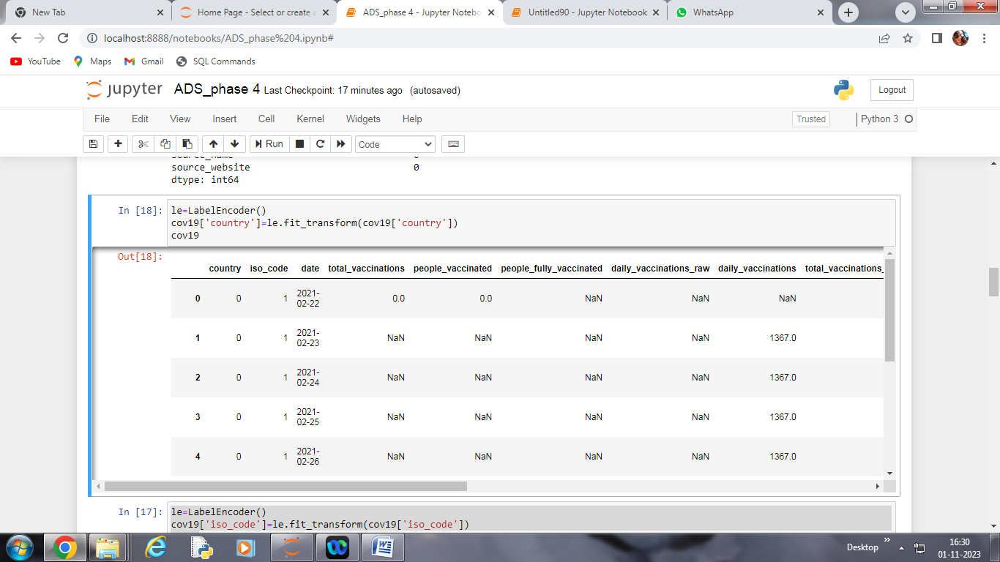 New Tab
Home Page - Select or create a
ADS_phase 4 - Jupyter Notebo
Untitled90 - Jupyter Notebook
WhatsApp
localhost:8888/notebooks/ADS_phase%204.ipynb#
YouTube Maps Gmail SQL Commands
jupyter ADS_phase 4 Last Checkpoint: 17 minutes ago (autosaved)
Logout
File Edit View Insert Cell Kernel Widgets Help
Trusted
Python 3
Run
Code
source_name 0
source_website 0
dtype: int64
In [18]: le=LabelEncoder()
cov19['country']=le.fit_transform(cov19['country'])
cov19
Out[18]:
country iso_code date total_vaccinations people_vaccinated people_fully_vaccinated daily_vaccinations_raw daily_vaccinations total_vaccinations_
0 0 1 2021-
02-22 0.0 0.0 NaN NaN NaN
1 0 1 2021-
02-23 NaN NaN NaN NaN 1367.0
2 0 1 2021-
02-24 NaN NaN NaN NaN 1367.0
3 0 1 2021-
02-25 NaN NaN NaN NaN 1367.0
4 0 1 2021-
02-26 NaN NaN NaN NaN 1367.0
In [17]: le=LabelEncoder()
cov19['iso_code']=le.fit_transform(cov19['iso_code'])
Desktop
16:30
01-11-2023